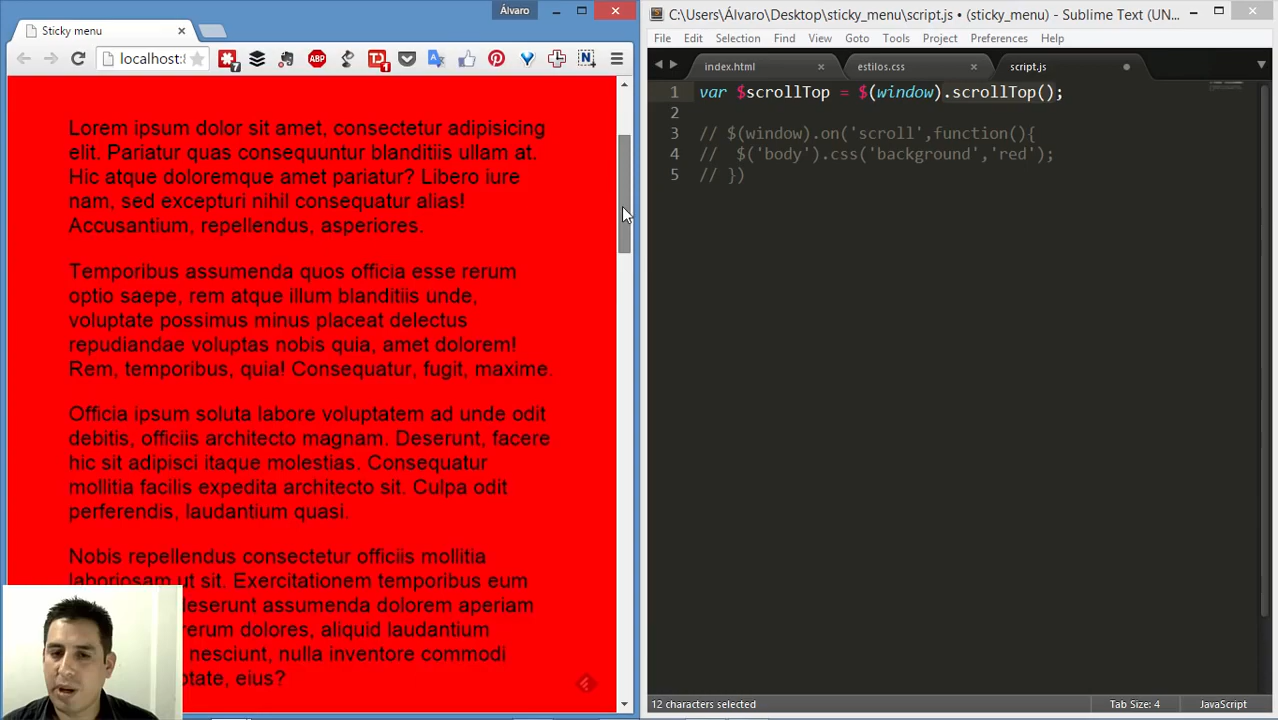 Álvaro
Sticky menu
localhost:8
7
1
Lorem ipsum dolor sit amet, consectetur adipisicing
elit. Pariatur quas consequuntur blanditiis ullam at.
Hic atque doloremque amet pariatur? Libero iure
nam, sed excepturi nihil consequatur alias!
Accusantium, repellendus, asperiores.
Temporibus assumenda quos officia esse rerum
optio saepe, rem atque illum blanditiis unde,
voluptate possimus minus placeat delectus
repudiandae voluptas nobis quia, amet dolorem!
Rem, temporibus, quia! Consequatur, fugit, maxime.
Officia ipsum soluta labore voluptatem ad unde odit
debitis, officiis architecto magnam. Deserunt, facere
hic sit adipisci itaque molestias. Consequatur
mollitia facilis expedita architecto sit. Culpa odit
perferendis, laudantium quasi.
Nobis repellendus consectetur officiis mollitia
laboriosam ut sit. Exercitationem temporibus eum
deserunt assumenda dolorem aperiam
rerum dolores, aliquid laudantium
nesciunt, nulla inventore commodi
eius?
C:\Users\Álvaro\Desktop\sticky_menu\script.js • (sticky_menu) - Sublime Text (UN...
File Edit Selection Find View Goto Tools Project Preferences Help
index.html estilos.css script.js
1 var $scrollTop = $(window).scrollTop();
2
3 // $(window).on('scroll',function(){
4 //  $('body').css('background','red');
5 // })
12 characters selected Tab Size: 4 JavaScript